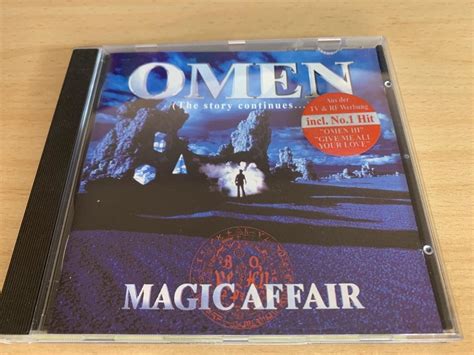 OMEN
(The story continues...
Aus der
TV & RF Werbung
incl. No.1 Hit
"OMEN III"
"GIVE ME ALL
YOUR LOVE"
MAGIC AFFAIR